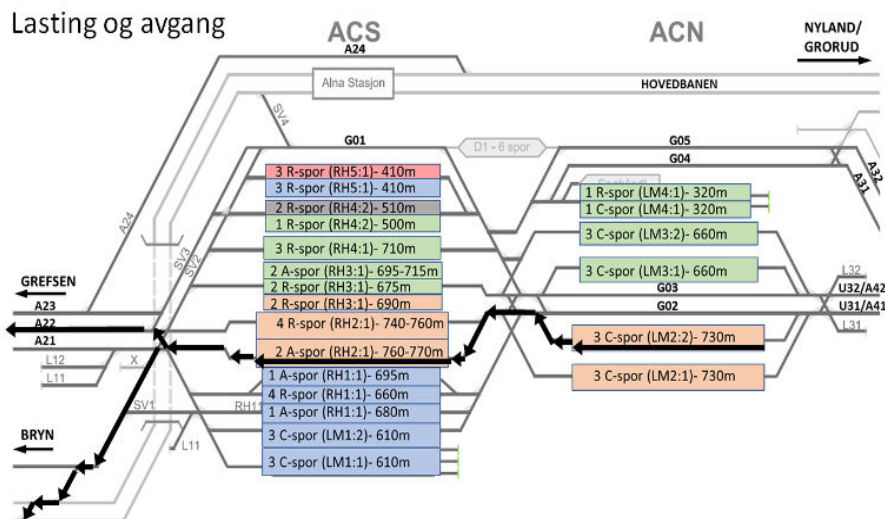 Lasting og avgang
ACS
ACN
NYLAND/
GRORUD
A24
Alna Stasjon
HOVEDBANEN
SV4
G01
D1 - 6 spor
G05
G04
A32
A31
3 R-spor (RH5:1)- 410m
3 R-spor (RH5:1)- 410m
2 R-spor (RH4:2)- 510m
1 R-spor (RH4:2)- 500m
3 R-spor (RH4:1)- 710m
2 A-spor (RH3:1)- 695-715m
2 R-spor (RH3:1)- 675m
2 R-spor (RH3:1)- 690m
4 R-spor (RH2:1)- 740-760m
2 A-spor (RH2:1)- 760-770m
1 A-spor (RH1:1)- 695m
4 R-spor (RH1:1)- 660m
1 A-spor (RH1:1)- 680m
3 C-spor (LM1:2)- 610m
3 C-spor (LM1:1)- 610m
1 R-spor (LM4:1)- 320m
1 C-spor (LM4:1)- 320m
3 C-spor (LM3:2)- 660m
3 C-spor (LM3:1)- 660m
G03
G02
3 C-spor (LM2:2)- 730m
3 C-spor (LM2:1)- 730m
L32
U32/A42
U31/A41
L31
A24
SV3
SV2
GREFSEN
A23
A22
A21
L12
L11
X
SV1
RH11
L11
BRYN